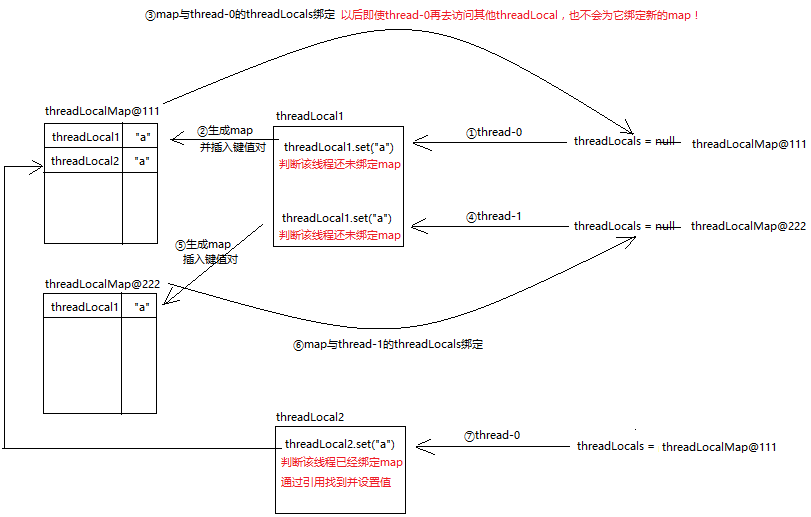 ③map与thread-0的threadLocals绑定 以后即使thread-0再去访问其他threadLocal，也不会为它绑定新的map！
threadLocalMap@111
threadLocal1 "a"
threadLocal2 "a"
②生成map
并插入键值对
threadLocal1
threadLocal1.set("a")
判断该线程还未绑定map
①thread-0
threadLocals = null threadLocalMap@111
threadLocal1.set("a")
判断该线程还未绑定map
④thread-1
threadLocals = null threadLocalMap@222
⑤生成map
插入键值对
threadLocalMap@222
threadLocal1 "a"
⑥map与thread-1的threadLocals绑定
threadLocal2
threadLocal2.set("a")
判断该线程已经绑定map
通过引用找到并设置值
⑦thread-0
threadLocals = threadLocalMap@111